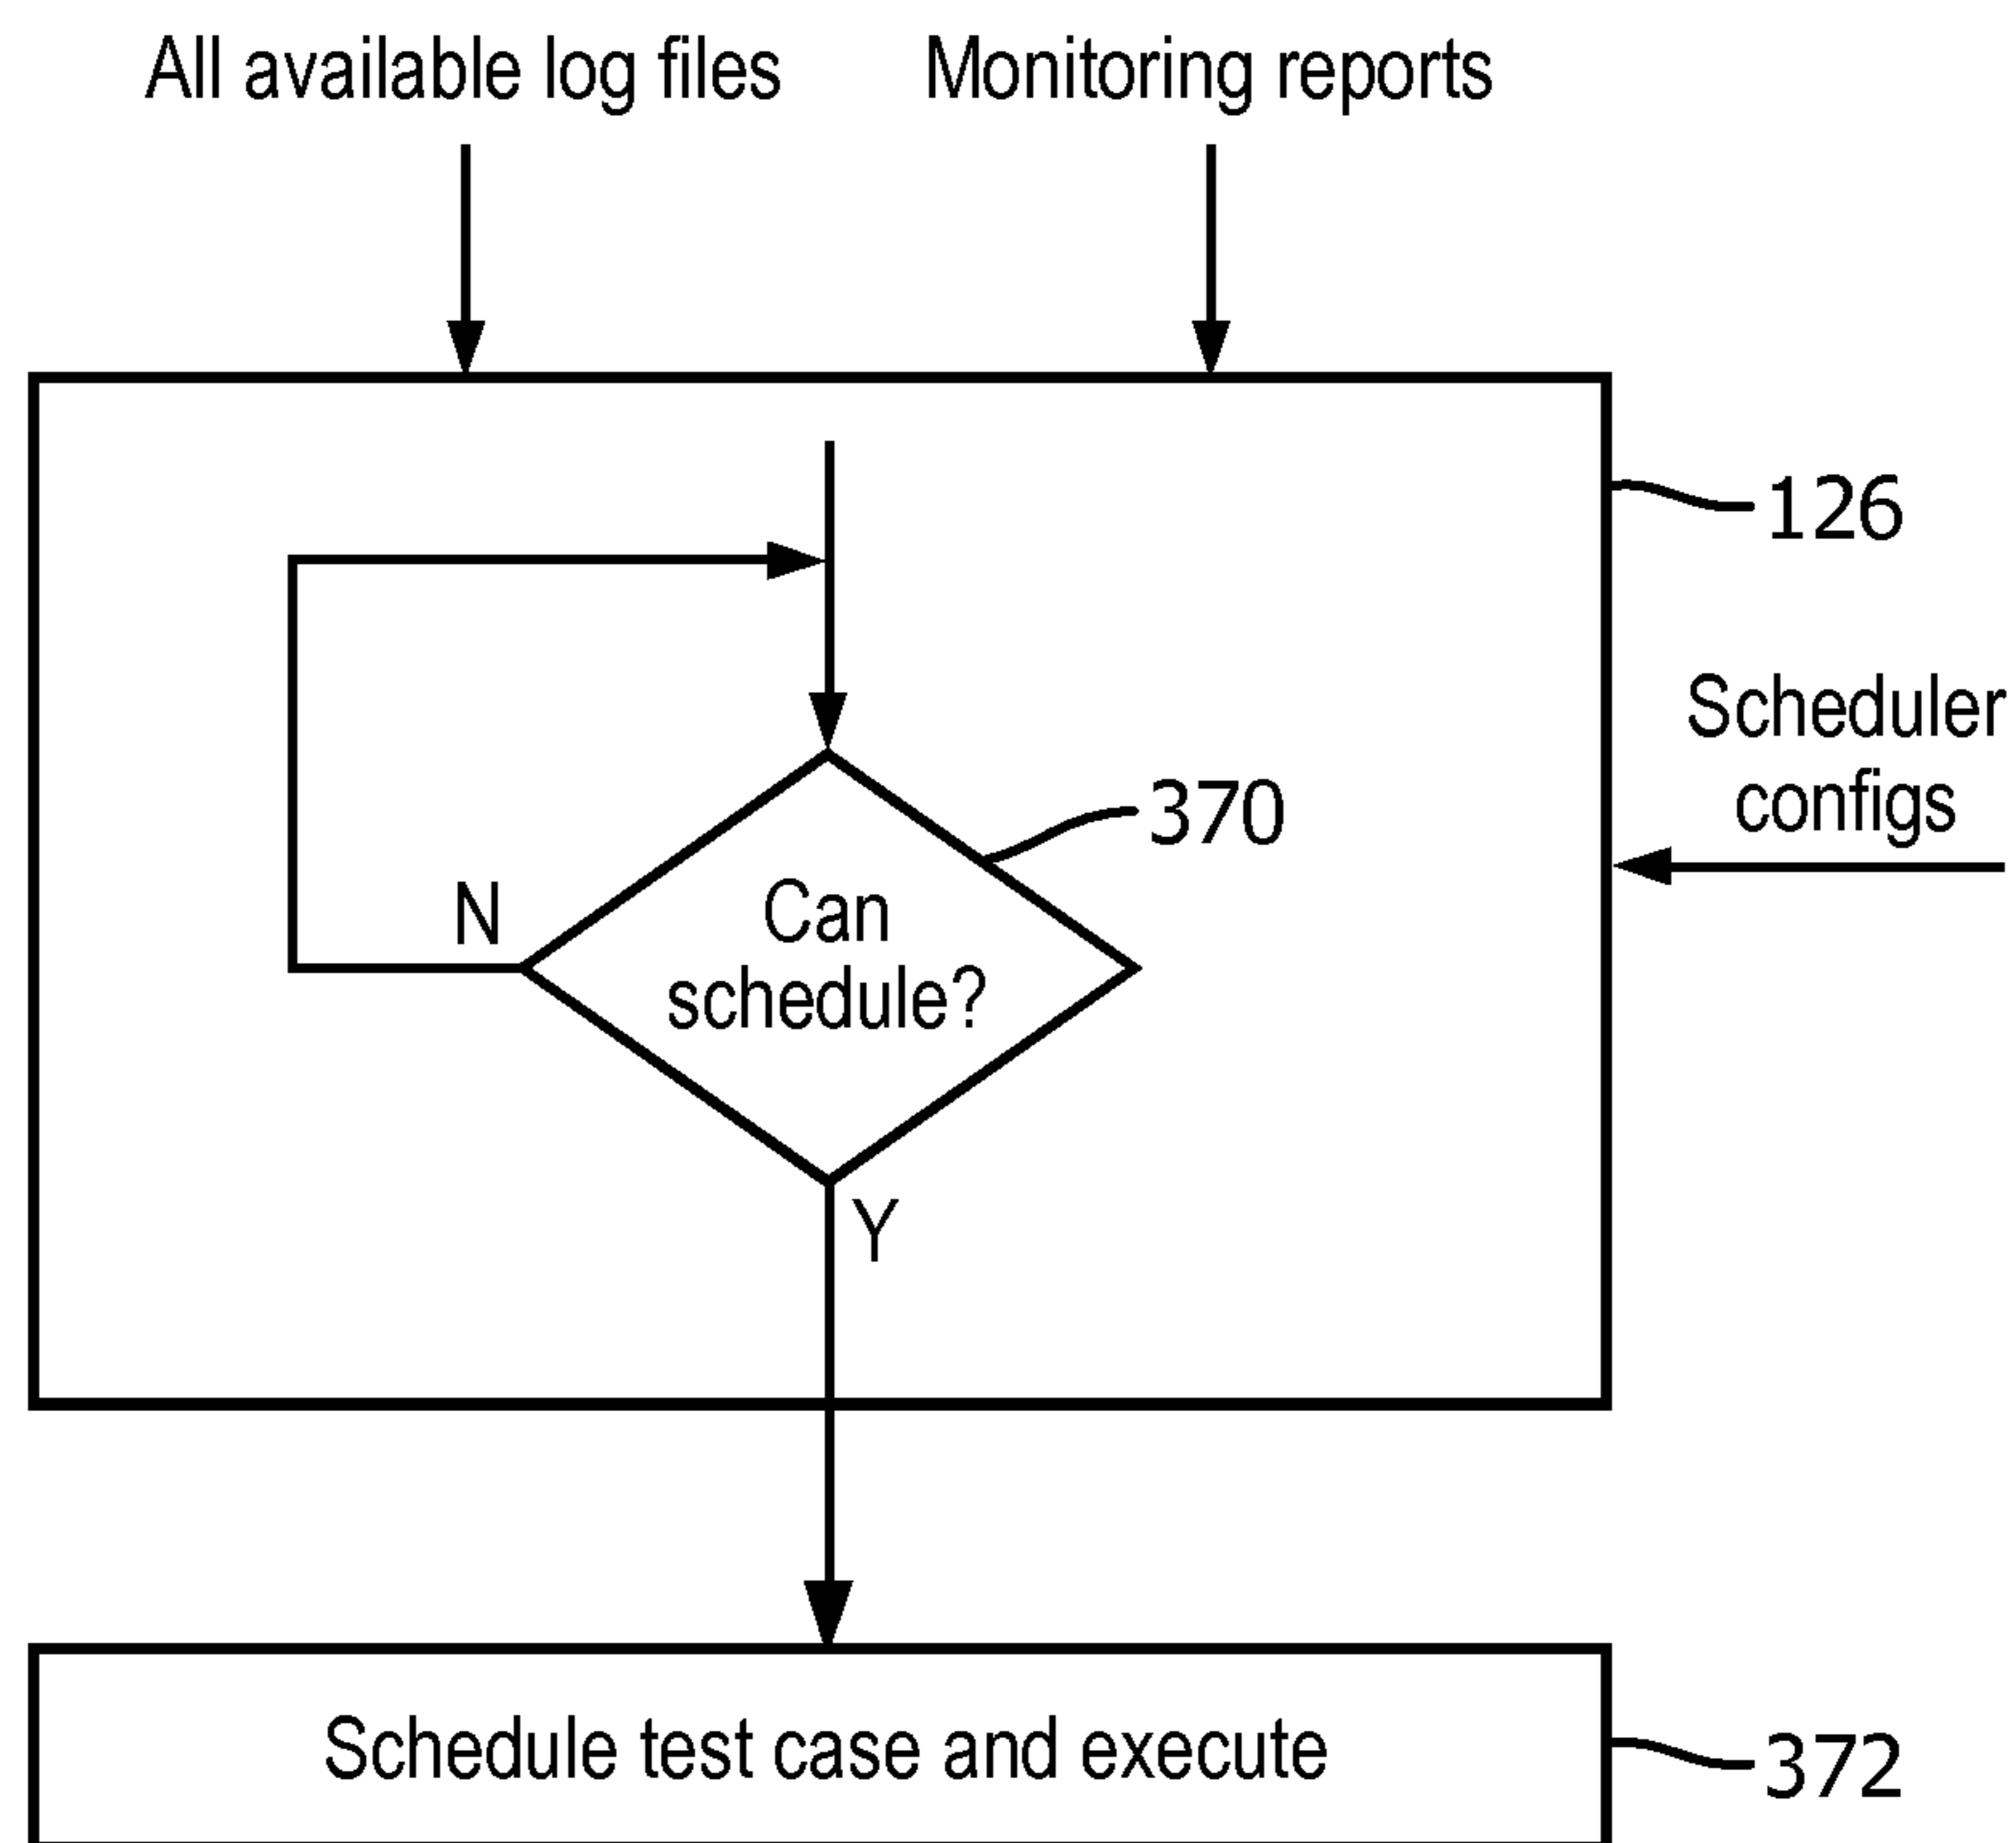 All available log files
Monitoring reports
126
Scheduler
configs
370
N
Can
schedule?
Y
Schedule test case and execute
372